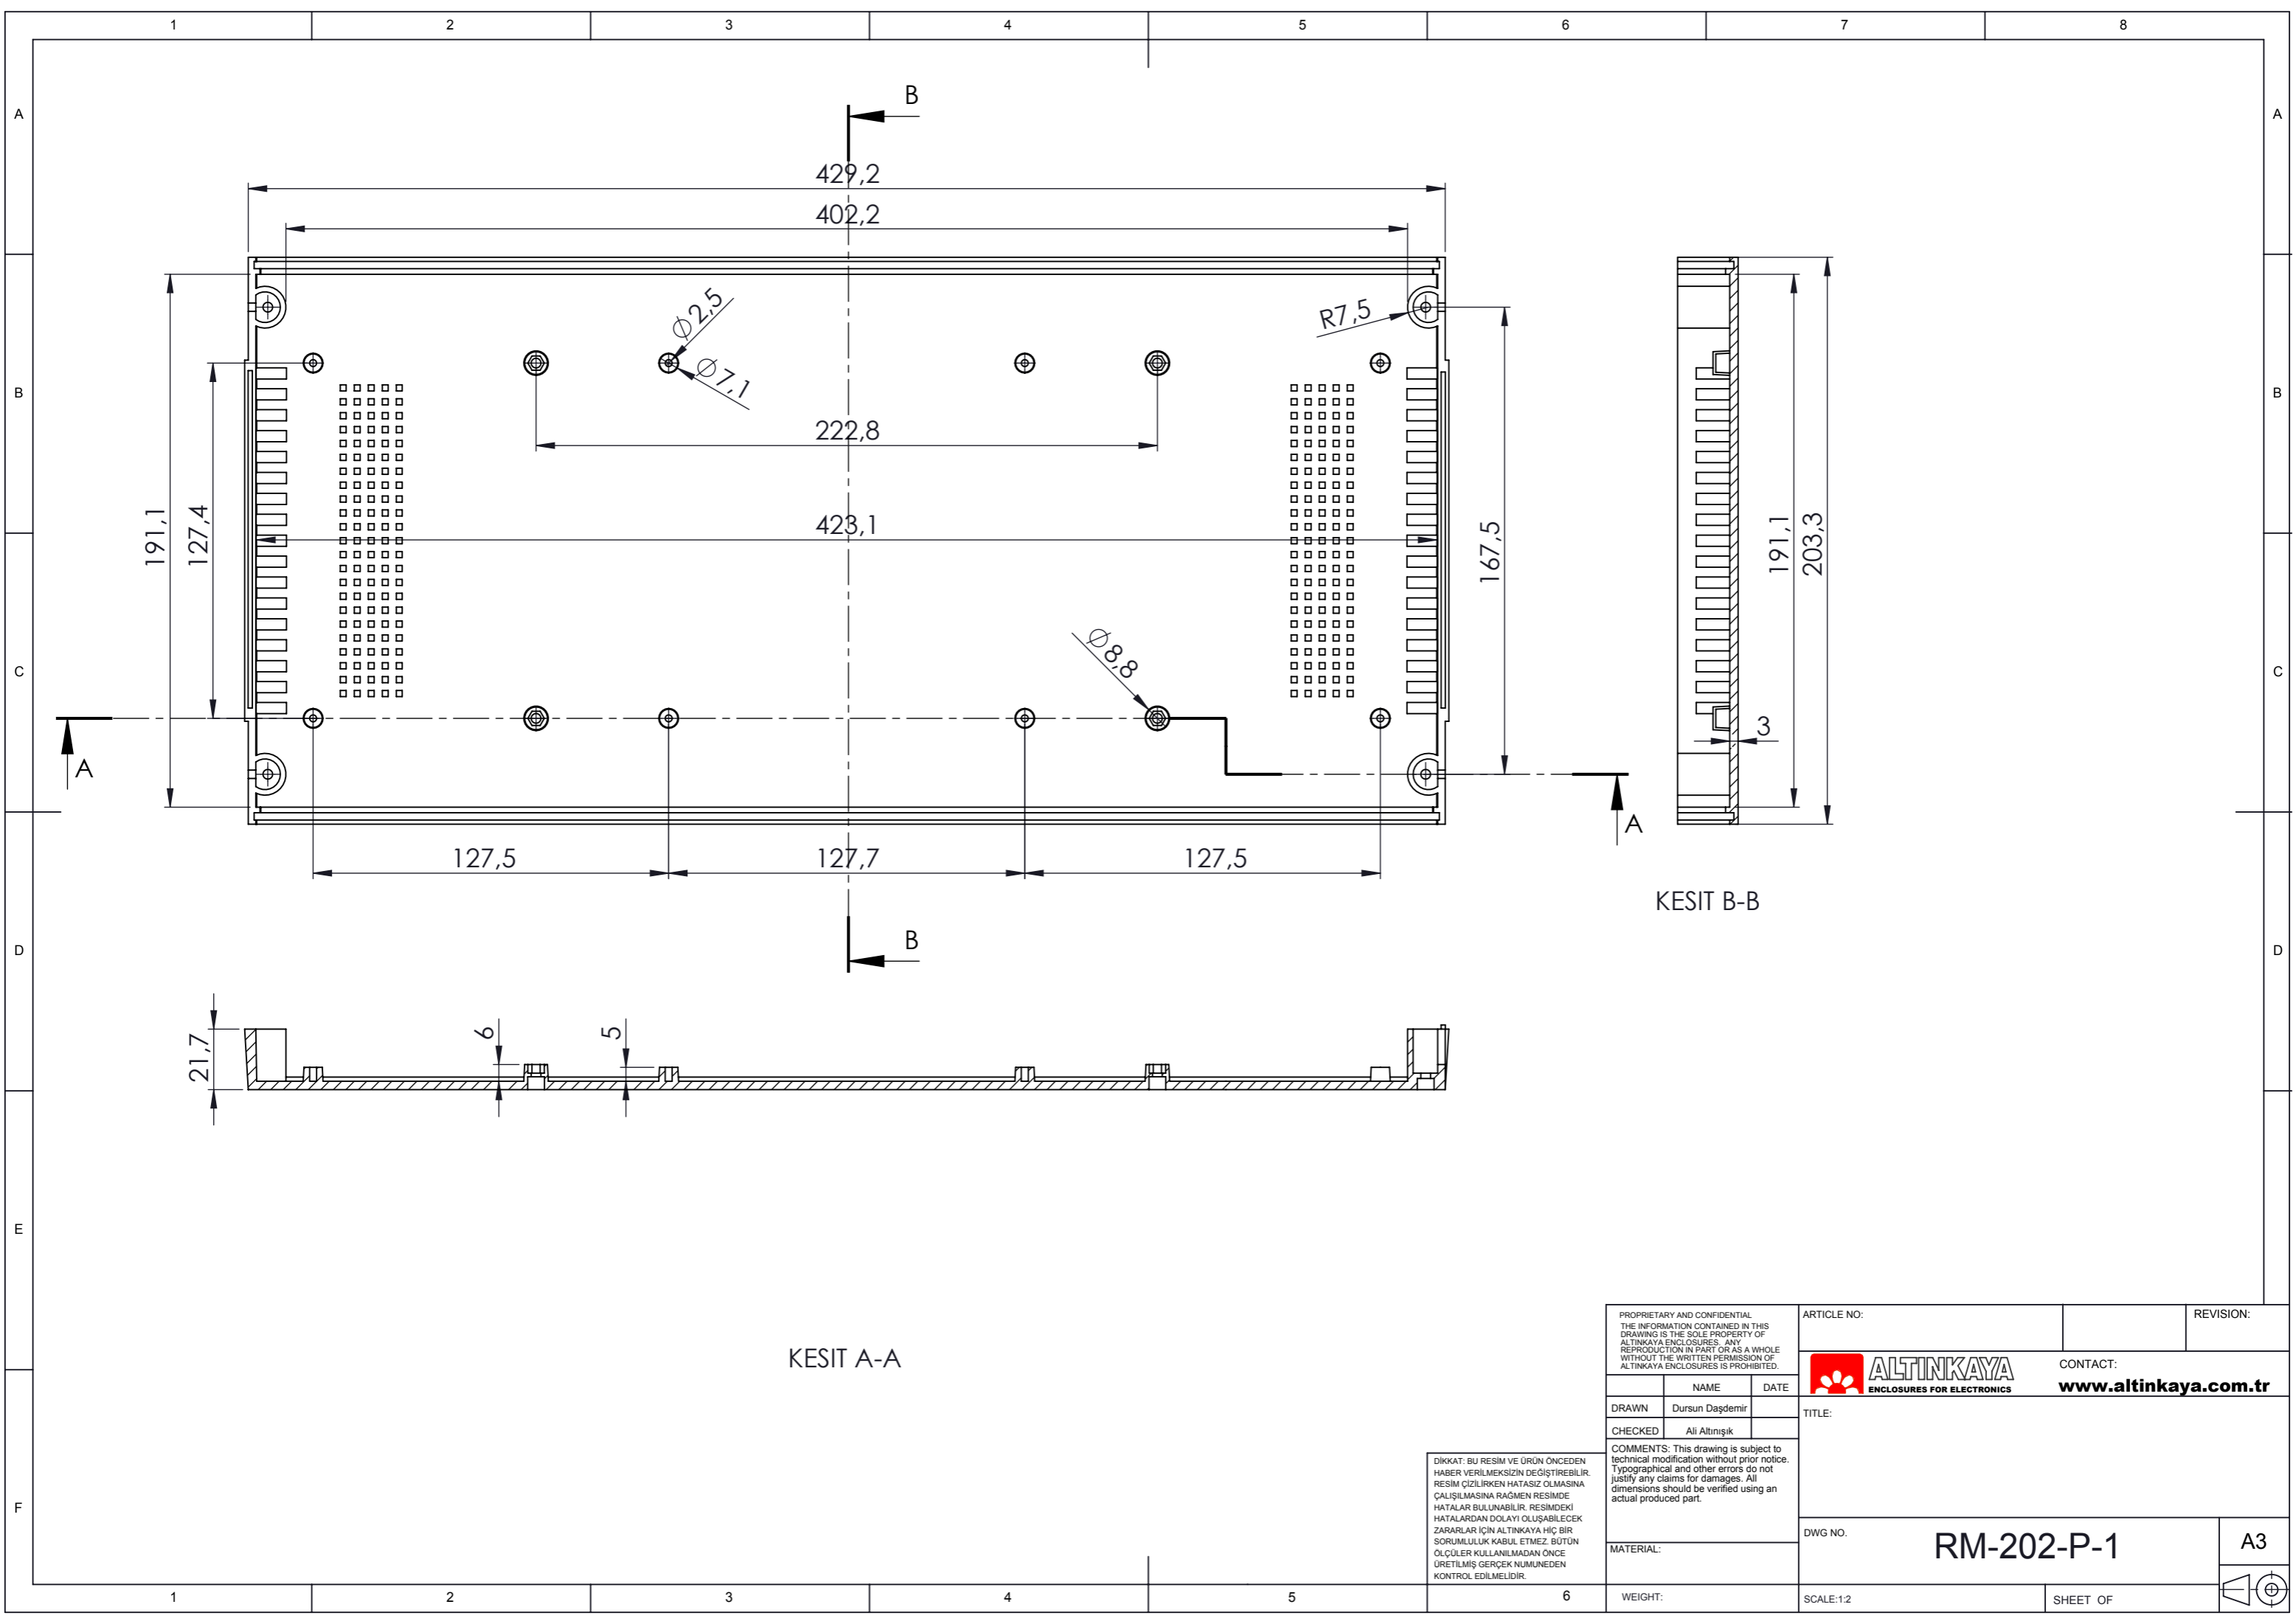 1 2 3 4 5 6 7 8
A A
B
429,2
402,2
Ø2,5
R7,5
Ø7,1
B B
222,8
191,1
127,4
423,1
167,5
191,1
203,3
Ø8,8
C C
3
A
A
127,5 127,7 127,5
KESIT B-B
B
D D
21,7
6
5
E
KESIT A-A
PROPRIETARY AND CONFIDENTIAL
THE INFORMATION CONTAINED IN THIS
DRAWING IS THE SOLE PROPERTY OF
ALTINKAYA ENCLOSURES. ANY
REPRODUCTION IN PART OR AS A WHOLE
WITHOUT THE WRITTEN PERMISSION OF
ALTINKAYA ENCLOSURES IS PROHIBITED.
ARTICLE NO:
REVISION:
ALTINKAYA
ENCLOSURES FOR ELECTRONICS
CONTACT:
www.altinkaya.com.tr
NAME DATE
DRAWN Dursun Daşdemir
CHECKED Ali Altınışık
TITLE:
COMMENTS: This drawing is subject to
technical modification without prior notice.
Typographical and other errors do not
justify any claims for damages. All
dimensions should be verified using an
actual produced part.
DİKKAT: BU RESİM VE ÜRÜN ÖNCEDEN
HABER VERİLMEKSİZİN DEĞİŞTİREBİLİR.
RESİM ÇİZİLİRKEN HATASIZ OLMASINA
ÇALIŞILMASINA RAĞMEN RESİMDE
HATALAR BULUNABİLİR. RESİMDEKİ
HATALARDAN DOLAYI OLUŞABİLECEK
ZARARLAR İÇİN ALTINKAYA HİÇ BİR
SORUMLULUK KABUL ETMEZ. BÜTÜN
ÖLÇÜLER KULLANILMADAN ÖNCE
ÜRETİLMİŞ GERÇEK NUMUNEDEN
KONTROL EDİLMELİDİR.
F
MATERIAL:
DWG NO.
RM-202-P-1
A3
WEIGHT:
SCALE:1:2
SHEET OF
1 2 3 4 5 6